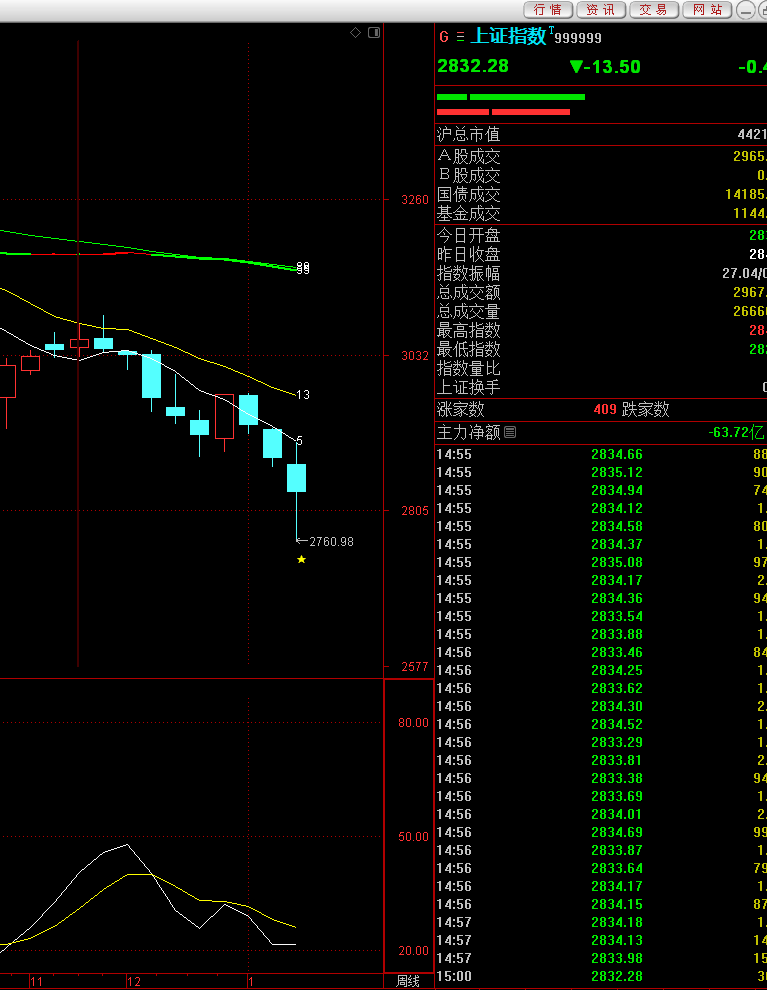 行情 资讯 交易 网站
G 上证指数 T 999999
2832.28 ▼-13.50 -0.4
沪总市值 4421
A股成交 2965.
B股成交 0.
国债成交 14185.
基金成交 1144.
今日开盘 28
昨日收盘 28
指数振幅 27.04/0
总成交额 2967.
总成交量 2666
最高指数 28
最低指数 28
指数量比
上证换手 0
涨家数 409 跌家数
主力净额 -63.72亿
14:55 2834.66 88
14:55 2835.12 90
14:55 2834.94 74
14:55 2834.12 1.
14:55 2834.58 80
14:55 2834.37 1.
14:55 2835.08 97
14:55 2834.17 2.
14:55 2834.36 94
14:55 2833.54 1.
14:55 2833.88 1.
14:56 2833.46 84
14:56 2834.25 1.
14:56 2833.62 1.
14:56 2834.30 2.
14:56 2834.52 1.
14:56 2833.29 1.
14:56 2833.81 2.
14:56 2833.38 94
14:56 2833.69 1.
14:56 2834.01 2.
14:56 2834.69 99
14:56 2833.87 1.
14:56 2833.64 79
14:56 2834.17 1.
14:56 2834.15 87
14:57 2834.18 1.
14:57 2834.13 14
14:57 2833.98 15
15:00 2832.28 30
3260
3032
13
5
2805
2760.98
2577
80.00
50.00
20.00
11 12 1 周线